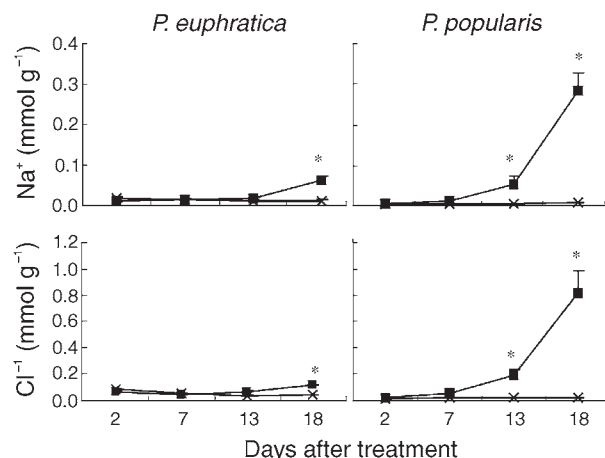 P. euphratica P. popularis
Na⁺ (mmol g⁻¹)
0.4
0.3
0.2
0.1
0.0
* * *
Cl⁻¹ (mmol g⁻¹)
1.2
1.0
0.8
0.6
0.4
0.2
0.0
* * *
2 7 13 18 2 7 13 18
Days after treatment